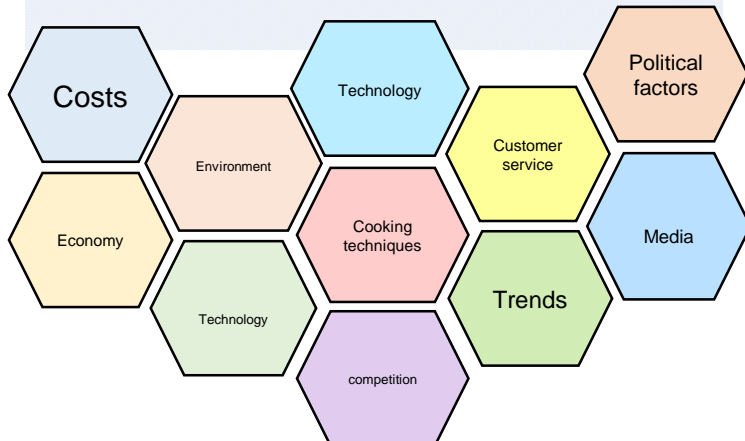 Costs
Technology
Political
factors
Environment
Customer
service
Economy
Cooking
techniques
Media
Technology
Trends
competition